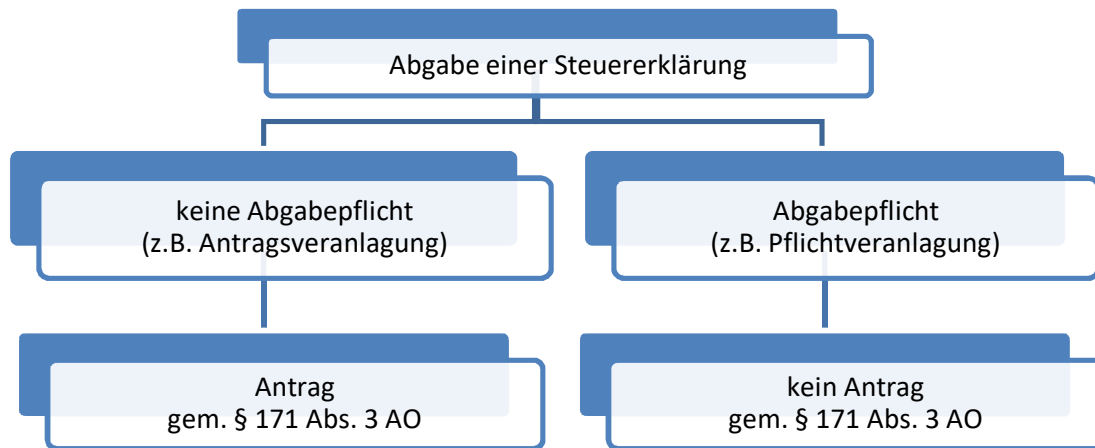 Abgabe einer Steuererklärung
keine Abgabepflicht
(z.B. Antragsveranlagung)
Abgabepflicht
(z.B. Pflichtveranlagung)
Antrag
gem. § 171 Abs. 3 AO
kein Antrag
gem. § 171 Abs. 3 AO